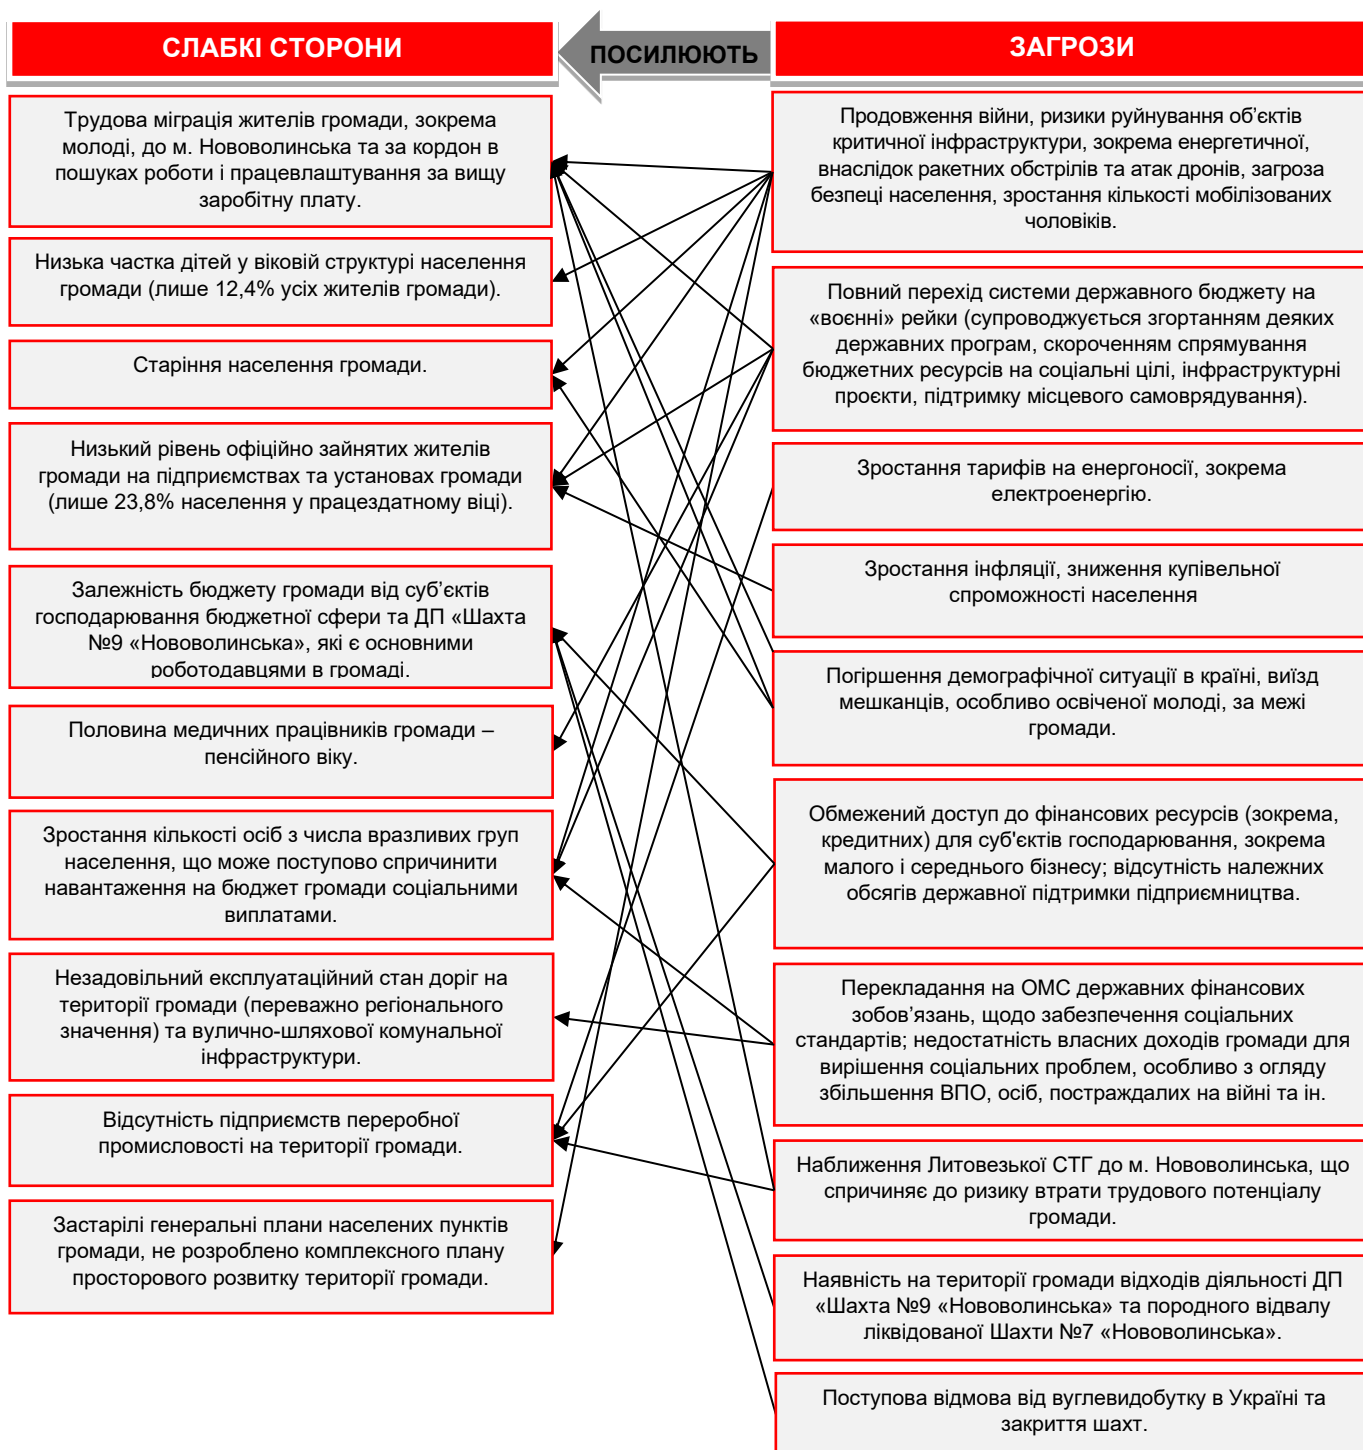 СЛАБКІ СТОРОНИ
ПОСИЛЮЮТЬ
ЗАГРОЗИ
Трудова міграція жителів громади, зокрема
молоді, до м. Нововолинська та за кордон в
пошуках роботи і працевлаштування за вищу
заробітну плату.
Низька частка дітей у віковій структурі населення
громади (лише 12,4% усіх жителів громади).
Старіння населення громади.
Низький рівень офіційно зайнятих жителів
громади на підприємствах та установах громади
(лише 23,8% населення у працездатному віці).
Залежність бюджету громади від суб’єктів
господарювання бюджетної сфери та ДП «Шахта
№9 «Нововолинська», які є основними
роботодавцями в громаді.
Половина медичних працівників громади –
пенсійного віку.
Зростання кількості осіб з числа вразливих груп
населення, що може поступово спричинити
навантаження на бюджет громади соціальними
виплатами.
Незадовільний експлуатаційний стан доріг на
території громади (переважно регіонального
значення) та вулично-шляхової комунальної
інфраструктури.
Відсутність підприємств переробної
промисловості на території громади.
Застарілі генеральні плани населених пунктів
громади, не розроблено комплексного плану
просторового розвитку території громади.
Продовження війни, ризики руйнування об’єктів
критичної інфраструктури, зокрема енергетичної,
внаслідок ракетних обстрілів та атак дронів, загроза
безпеці населення, зростання кількості мобілізованих
чоловіків.
Повний перехід системи державного бюджету на
«воєнні» рейки (супроводжується згортанням деяких
державних програм, скороченням спрямування
бюджетних ресурсів на соціальні цілі, інфраструктурні
проєкти, підтримку місцевого самоврядування).
Зростання тарифів на енергоносії, зокрема
електроенергію.
Зростання інфляції, зниження купівельної
спроможності населення
Погіршення демографічної ситуації в країні, виїзд
мешканців, особливо освіченої молоді, за межі
громади.
Обмежений доступ до фінансових ресурсів (зокрема,
кредитних) для суб'єктів господарювання, зокрема
малого і середнього бізнесу; відсутність належних
обсягів державної підтримки підприємництва.
Перекладання на ОМС державних фінансових
зобов’язань, щодо забезпечення соціальних
стандартів; недостатність власних доходів громади для
вирішення соціальних проблем, особливо з огляду
збільшення ВПО, осіб, постраждалих на війні та ін.
Наближення Литовезької СТГ до м. Нововолинська, що
спричиняє до ризику втрати трудового потенціалу
громади.
Наявність на території громади відходів діяльності ДП
«Шахта №9 «Нововолинська» та породного відвалу
ліквідованої Шахти №7 «Нововолинська».
Поступова відмова від вуглевидобутку в Україні та
закриття шахт.